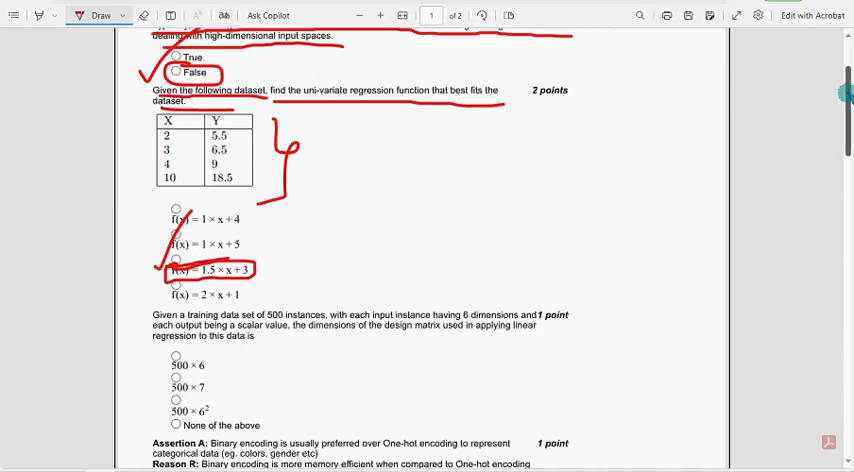 Draw
Ask Copilot
1
of 2
Edit with Acrobat
dealing with high-dimensional input spaces.
True
False
Given the following dataset, find the uni-variate regression function that best fits the 2 points
dataset.
X Y
2 5.5
3 6.5
4 9
10 18.5
f(x) = 1 × x + 4
f(x) = 1 × x + 5
f(x) = 1.5 × x + 3
f(x) = 2 × x + 1
Given a training data set of 500 instances, with each input instance having 6 dimensions and 1 point
each output being a scalar value, the dimensions of the design matrix used in applying linear
regression to this data is
500 × 6
500 × 7
500 × 6²
None of the above
Assertion A: Binary encoding is usually preferred over One-hot encoding to represent 1 point
categorical data (eg. colors, gender etc)
Reason R: Binary encoding is more memory efficient when compared to One-hot encoding